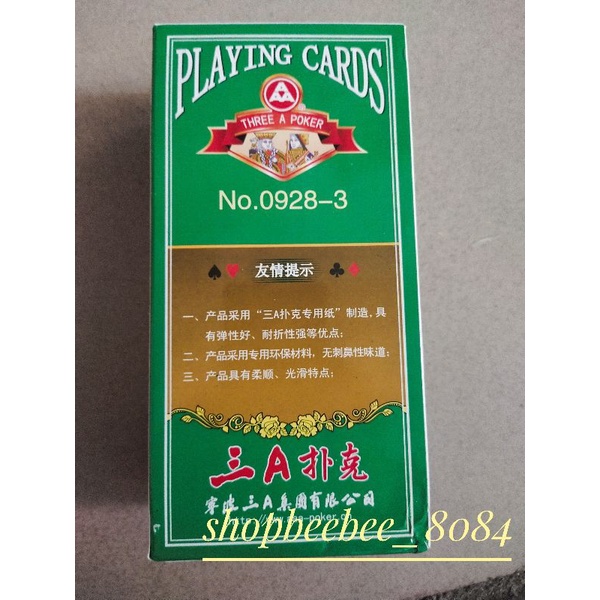 PLAYING CARDS
THREE A POKER
No.0928-3
友情提示
一、产品采用“三A扑克专用纸”制造,具
有弹性好、耐折性强等优点;
二、产品采用专用环保材料,无刺鼻性味道;
三、产品具有柔顺、光滑特点;
三A扑克
宁波三A集团有限公司
shopbeebee_8084